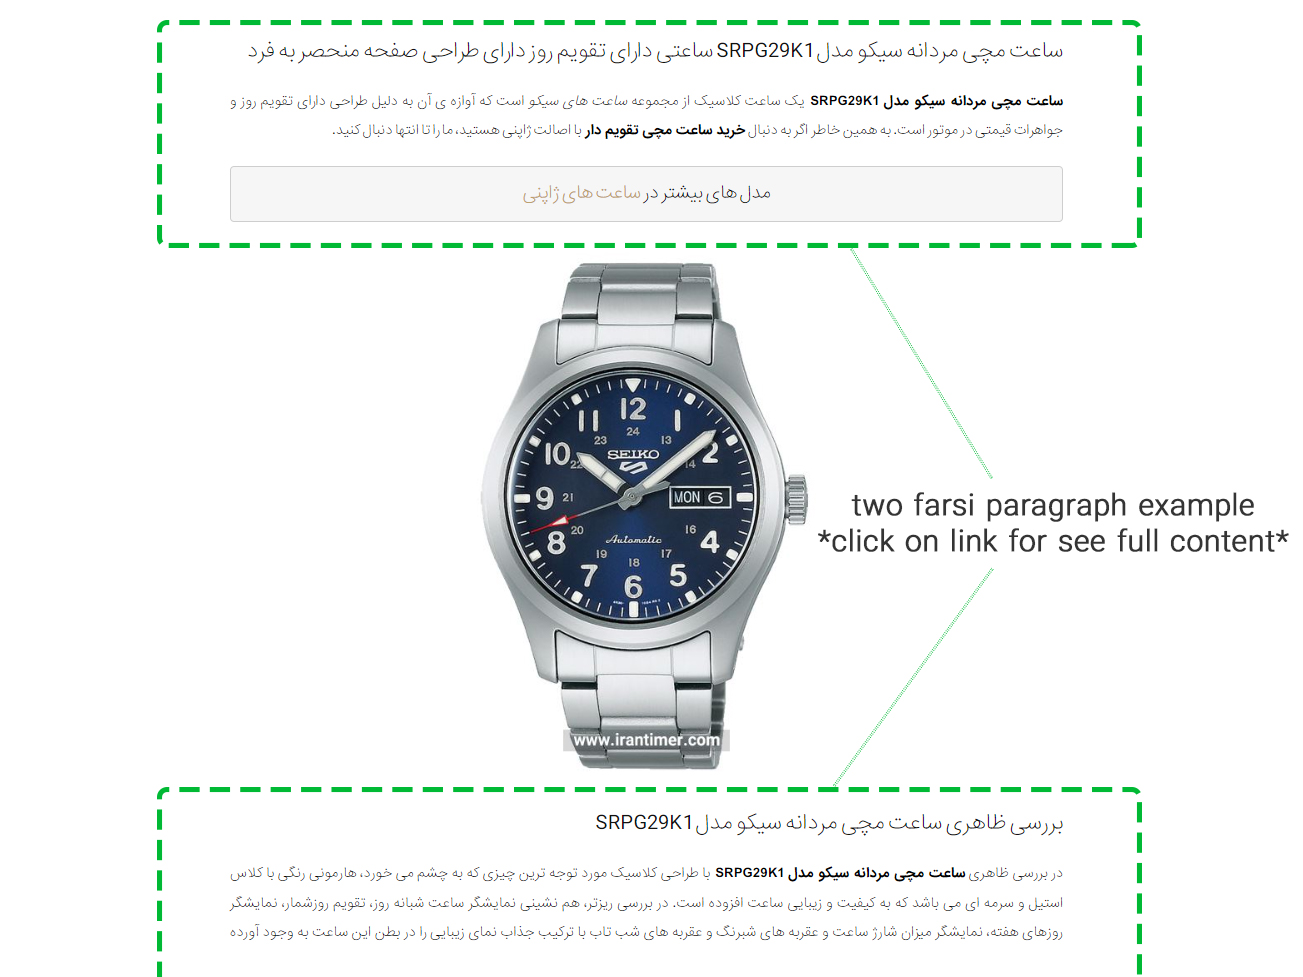 ساعت مچی مردانه سیکو مدل SRPG29K1 ساعتی دارای تقویم روز دارای طراحی صفحه منحصر به فرد
ساعت مچی مردانه سیکو مدل SRPG29K1 یک ساعت کلاسیک از مجموعه ساعت های سیکو است که آوازه ی آن به دلیل طراحی دارای تقویم روز و
جواهرات قیمتی در موتور است. به همین خاطر اگر به دنبال خرید ساعت مچی تقویم دار با اصالت ژاپنی هستید، ما را تا انتها دنبال کنید.
مدل های بیشتر در ساعت های ژاپنی
12
11
1
24
23
13
10
SEIKO
2
22
14
5
9
21
MON 6
20
16
8
Automatic
4
19
17
18
7
5
6
two farsi paragraph example
*click on link for see full content*
www.irantimer.com
بررسی ظاهری ساعت مچی مردانه سیکو مدل SRPG29K1
در بررسی ظاهری ساعت مچی مردانه سیکو مدل SRPG29K1 با طراحی کلاسیک مورد توجه ترین چیزی که به چشم می خورد، هارمونی رنگی با کلاس
استیل و سرمه ای می باشد که به کیفیت و زیبایی ساعت افزوده است. در بررسی ریزتر، هم نشینی نمایشگر ساعت شبانه روز، تقویم روزشمار، نمایشگر
روزهای هفته، نمایشگر میزان شارژ ساعت و عقربه های شبرنگ و عقربه های شب تاب با ترکیب جذاب نمای زیبایی را در بطن این ساعت به وجود آورده